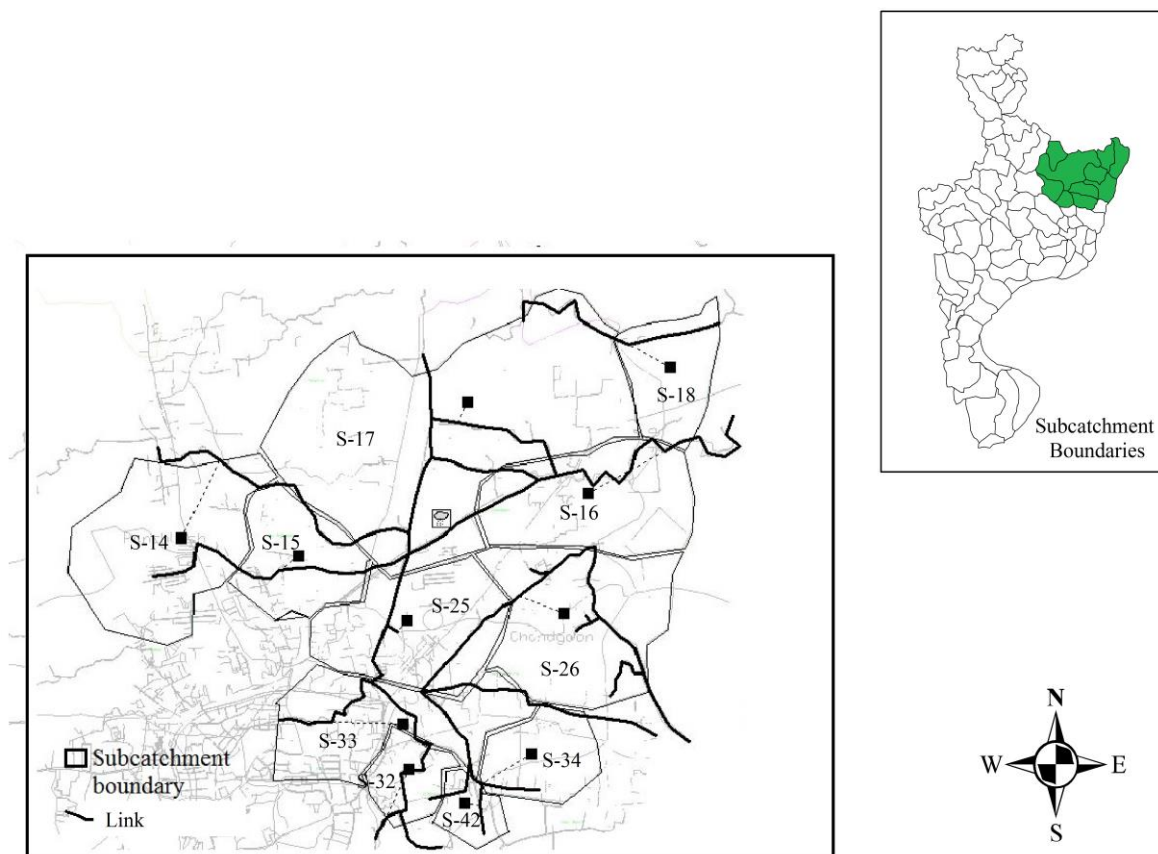 Subcatchment
Boundaries
S-18
S-17
S-16
S-14
S-15
S-25
Chandgaon
S-26
S-33
S-34
S-32
S-42
Subcatchment
boundary
Link
N
W
E
S